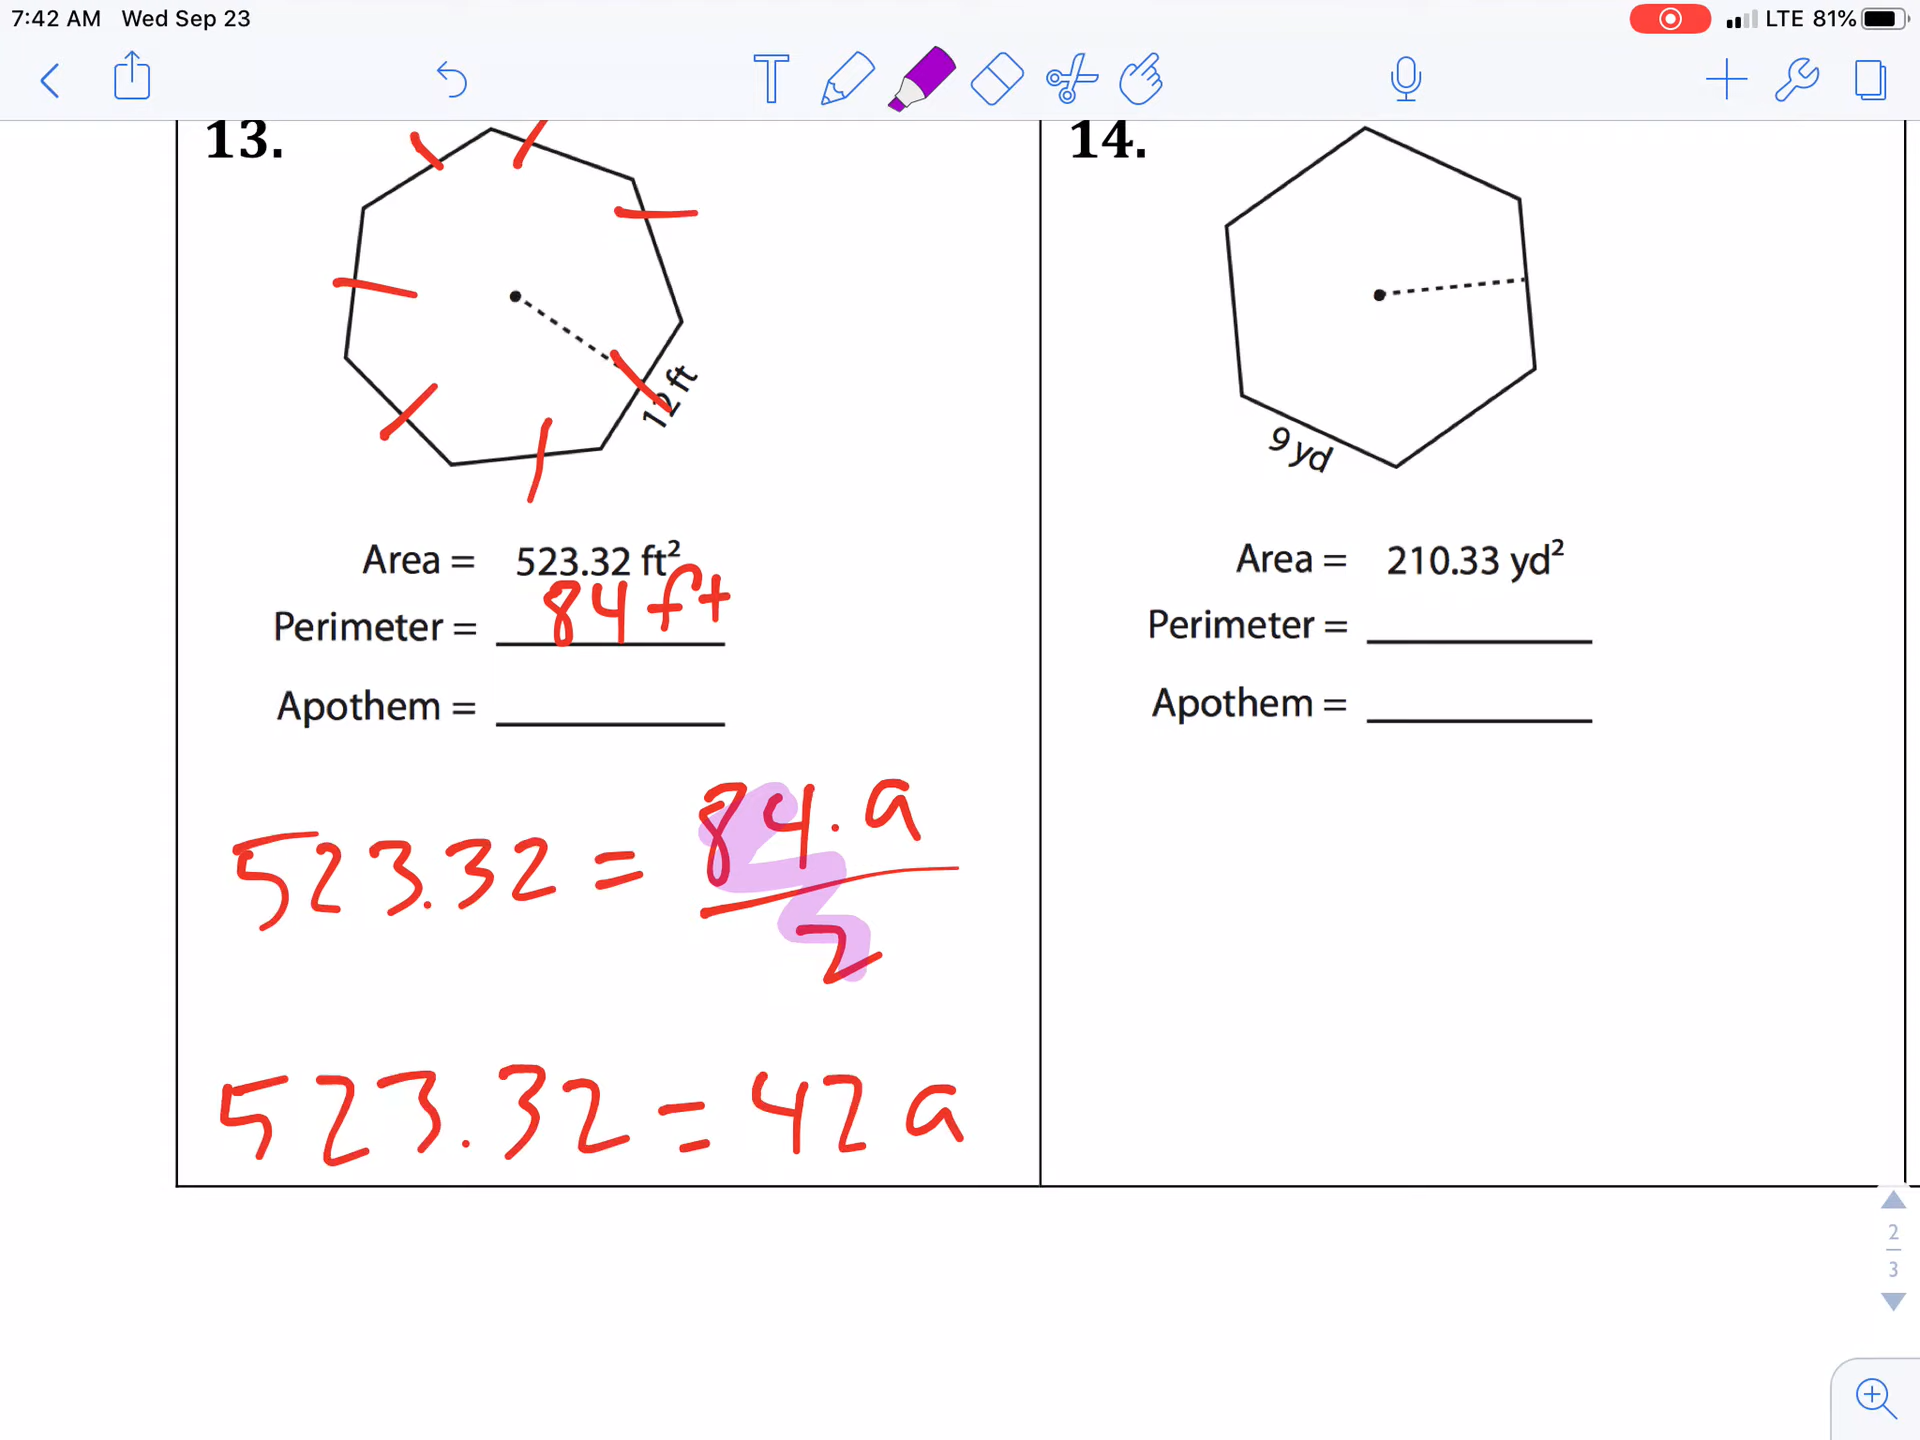 7:42 AM Wed Sep 23
LTE 81%
T
13.
12 ft
Area = 523.32 ft²
Perimeter = 84 ft
Apothem =
523.32 = 84 · a / 2
523.32 = 42 a
14.
9 yd
Area = 210.33 yd²
Perimeter =
Apothem =
2
3